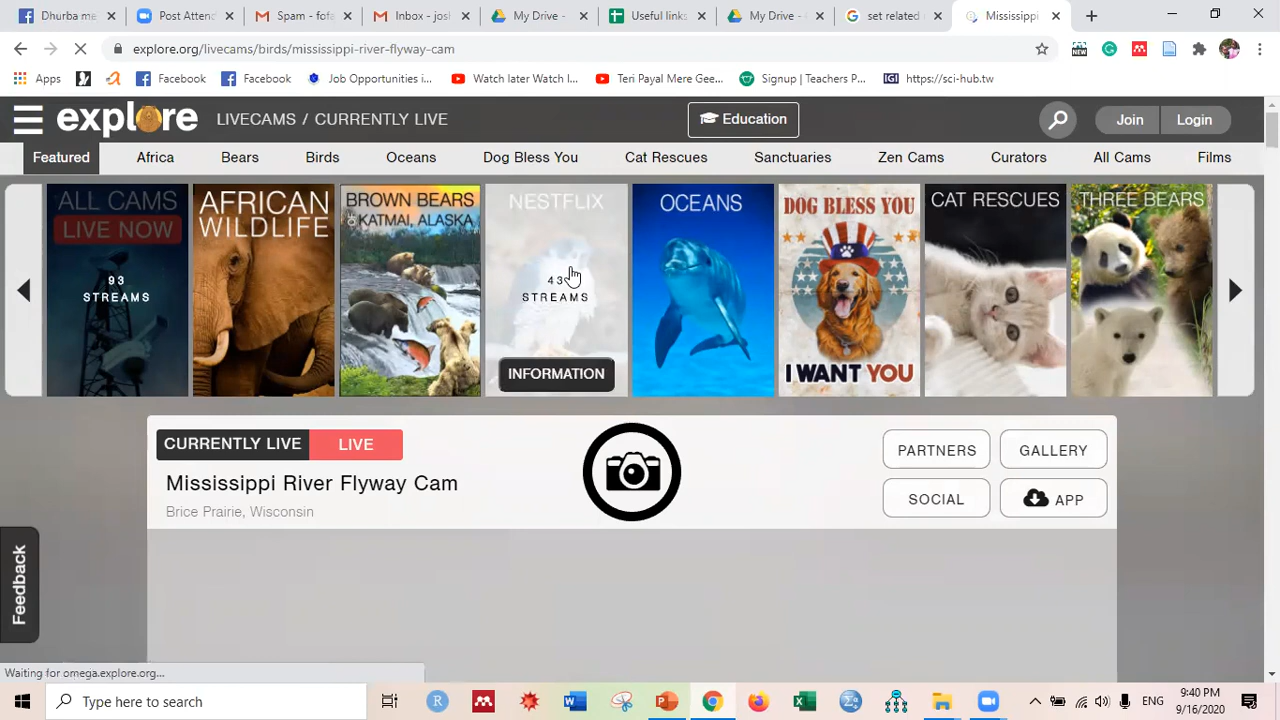 Dhurba me
Post Attend
Spam - fofa
Inbox - josl
My Drive -
Useful links
My Drive -
set related
Mississippi
explore.org/livecams/birds/mississippi-river-flyway-cam
Apps
Facebook
Facebook
Job Opportunities i...
Watch later Watch l...
Teri Payal Mere Gee...
Signup | Teachers P...
https://sci-hub.tw
explore
LIVECAMS / CURRENTLY LIVE
Education
Join
Login
Featured
Africa
Bears
Birds
Oceans
Dog Bless You
Cat Rescues
Sanctuaries
Zen Cams
Curators
All Cams
Films
ALL CAMS
LIVE NOW
93
STREAMS
AFRICAN
WILDLIFE
BROWN BEARS
KATMAI, ALASKA
NESTFLIX
43
STREAMS
INFORMATION
OCEANS
DOG BLESS YOU
I WANT YOU
CAT RESCUES
THREE BEARS
CURRENTLY LIVE
LIVE
Mississippi River Flyway Cam
Brice Prairie, Wisconsin
PARTNERS
GALLERY
SOCIAL
APP
Feedback
Waiting for omega.explore.org...
Type here to search
ENG
9:40 PM
9/16/2020